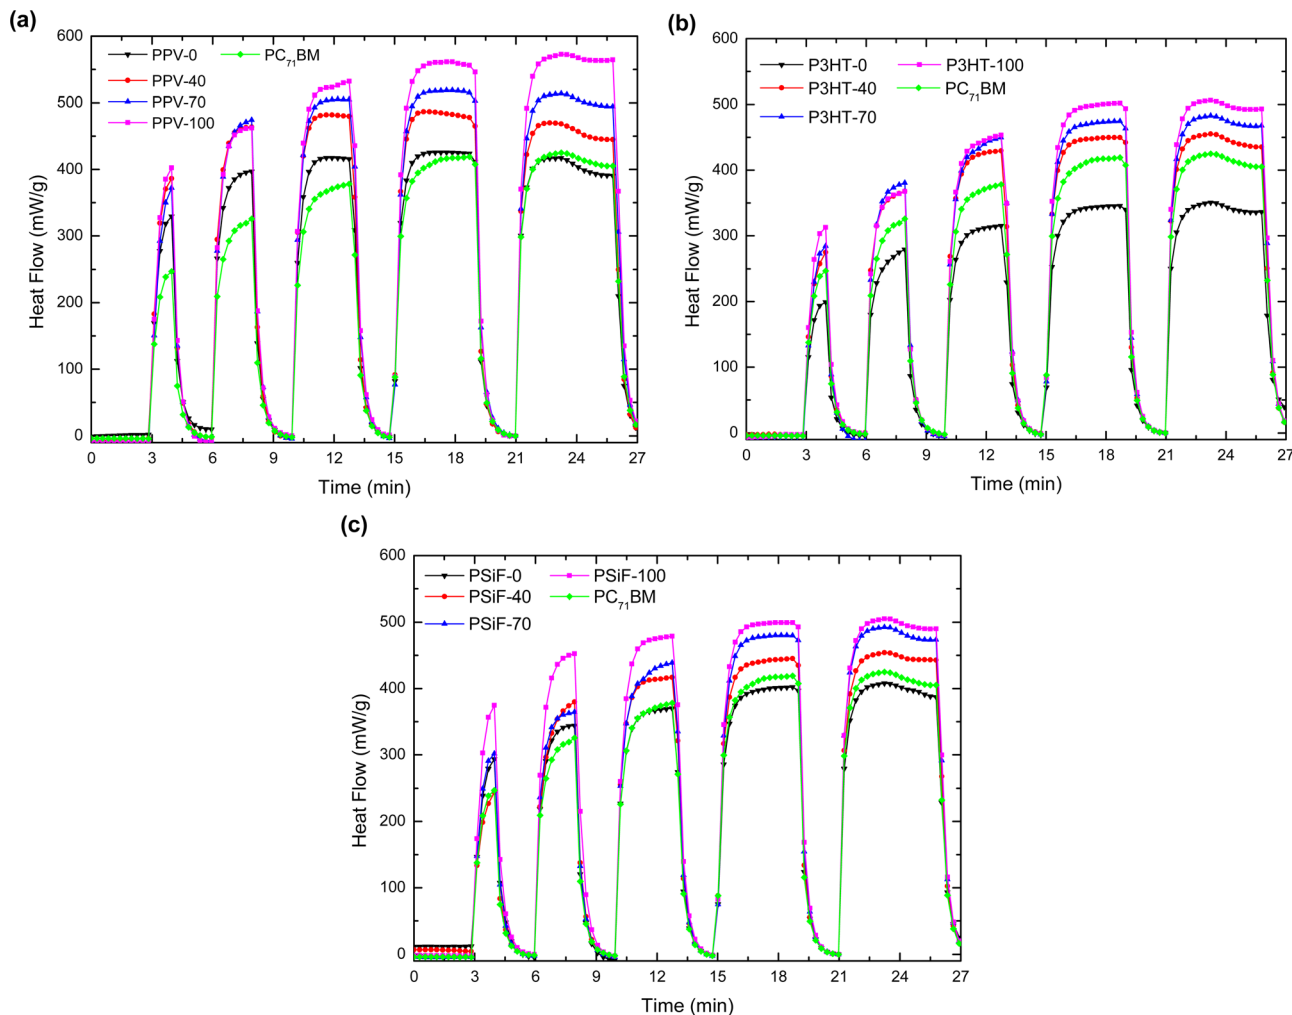 (a)
600
500
400
300
200
100
0
Heat Flow (mW/g)
PPV-0
PC71BM
PPV-40
PPV-70
PPV-100
0 3 6 9 12 15 18 21 24 27
Time (min)
(b)
600
500
400
300
200
100
0
Heat Flow (mW/g)
P3HT-0
P3HT-100
P3HT-40
PC71BM
P3HT-70
0 3 6 9 12 15 18 21 24 27
Time (min)
(c)
600
500
400
300
200
100
0
Heat Flow (mW/g)
PSiF-0
PSiF-100
PSiF-40
PC71BM
PSiF-70
0 3 6 9 12 15 18 21 24 27
Time (min)